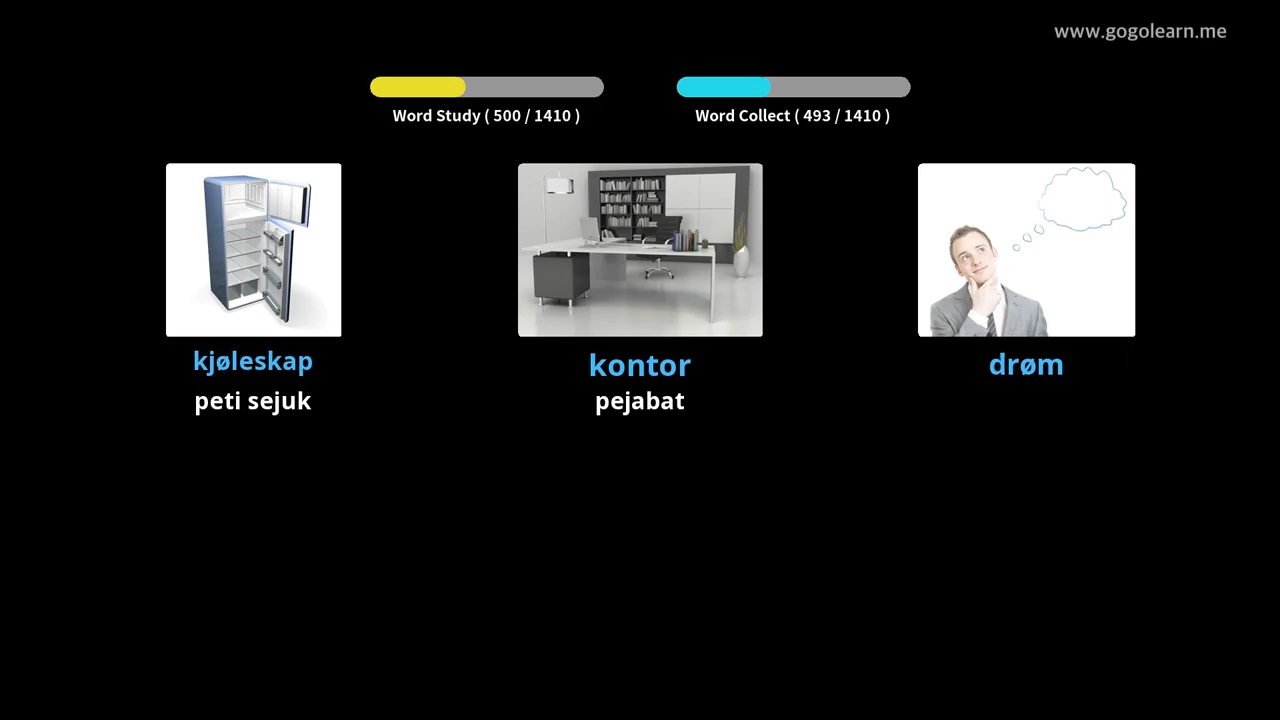 www.gogolearn.me
Word Study ( 500 / 1410 )
Word Collect ( 493 / 1410 )
kjøleskap
peti sejuk
kontor
pejabat
drøm